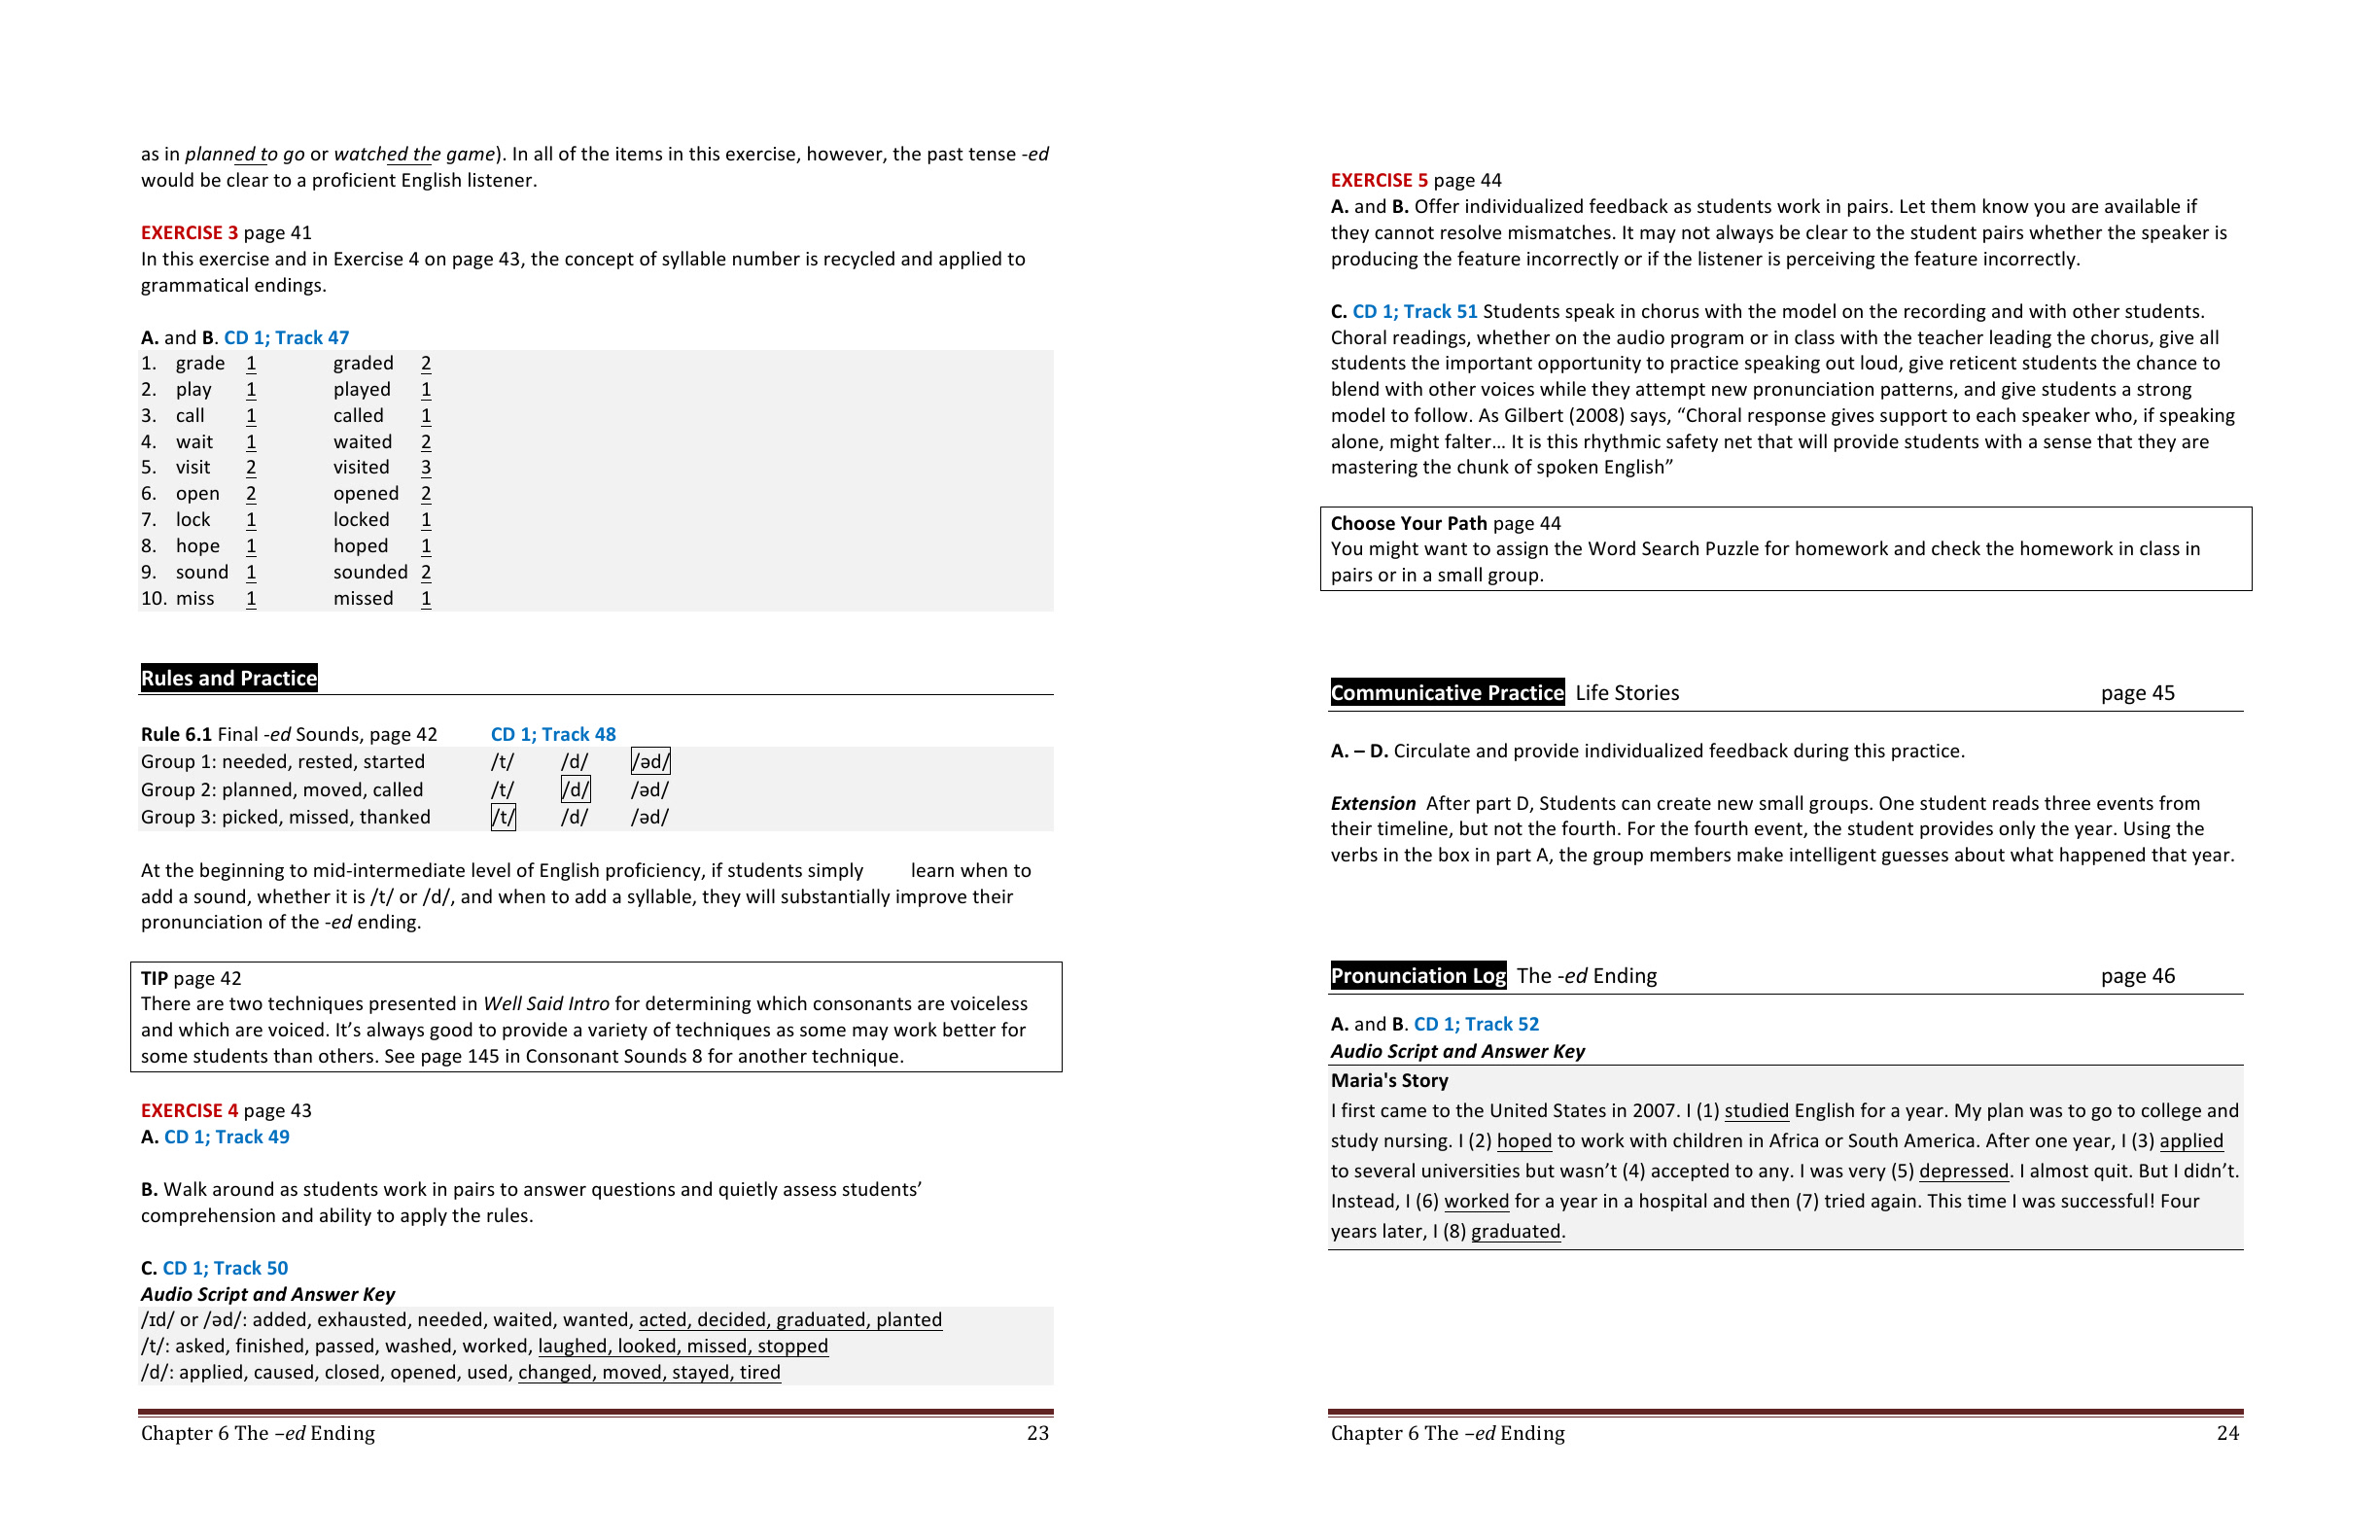 as in planned to go or watched the game). In all of the items in this exercise, however, the past tense -ed
would be clear to a proficient English listener.
EXERCISE 3 page 41
In this exercise and in Exercise 4 on page 43, the concept of syllable number is recycled and applied to
grammatical endings.
A. and B. CD 1; Track 47
1. grade 1 graded 2
2. play 1 played 1
3. call 1 called 1
4. wait 1 waited 2
5. visit 2 visited 3
6. open 2 opened 2
7. lock 1 locked 1
8. hope 1 hoped 1
9. sound 1 sounded 2
10. miss 1 missed 1
Rules and Practice
Rule 6.1 Final -ed Sounds, page 42 CD 1; Track 48
Group 1: needed, rested, started /t/ /d/ /əd/
Group 2: planned, moved, called /t/ /d/ /əd/
Group 3: picked, missed, thanked /t/ /d/ /əd/
At the beginning to mid-intermediate level of English proficiency, if students simply learn when to
add a sound, whether it is /t/ or /d/, and when to add a syllable, they will substantially improve their
pronunciation of the -ed ending.
TIP page 42
There are two techniques presented in Well Said Intro for determining which consonants are voiceless
and which are voiced. It's always good to provide a variety of techniques as some may work better for
some students than others. See page 145 in Consonant Sounds 8 for another technique.
EXERCISE 4 page 43
A. CD 1; Track 49
B. Walk around as students work in pairs to answer questions and quietly assess students'
comprehension and ability to apply the rules.
C. CD 1; Track 50
Audio Script and Answer Key
/ɪd/ or /əd/: added, exhausted, needed, waited, wanted, acted, decided, graduated, planted
/t/: asked, finished, passed, washed, worked, laughed, looked, missed, stopped
/d/: applied, caused, closed, opened, used, changed, moved, stayed, tired
Chapter 6 The –ed Ending 23
EXERCISE 5 page 44
A. and B. Offer individualized feedback as students work in pairs. Let them know you are available if
they cannot resolve mismatches. It may not always be clear to the student pairs whether the speaker is
producing the feature incorrectly or if the listener is perceiving the feature incorrectly.
C. CD 1; Track 51 Students speak in chorus with the model on the recording and with other students.
Choral readings, whether on the audio program or in class with the teacher leading the chorus, give all
students the important opportunity to practice speaking out loud, give reticent students the chance to
blend with other voices while they attempt new pronunciation patterns, and give students a strong
model to follow. As Gilbert (2008) says, “Choral response gives support to each speaker who, if speaking
alone, might falter… It is this rhythmic safety net that will provide students with a sense that they are
mastering the chunk of spoken English”
Choose Your Path page 44
You might want to assign the Word Search Puzzle for homework and check the homework in class in
pairs or in a small group.
Communicative Practice Life Stories page 45
A. – D. Circulate and provide individualized feedback during this practice.
Extension After part D, Students can create new small groups. One student reads three events from
their timeline, but not the fourth. For the fourth event, the student provides only the year. Using the
verbs in the box in part A, the group members make intelligent guesses about what happened that year.
Pronunciation Log The -ed Ending page 46
A. and B. CD 1; Track 52
Audio Script and Answer Key
Maria's Story
I first came to the United States in 2007. I (1) studied English for a year. My plan was to go to college and
study nursing. I (2) hoped to work with children in Africa or South America. After one year, I (3) applied
to several universities but wasn't (4) accepted to any. I was very (5) depressed. I almost quit. But I didn't.
Instead, I (6) worked for a year in a hospital and then (7) tried again. This time I was successful! Four
years later, I (8) graduated.
Chapter 6 The –ed Ending 24